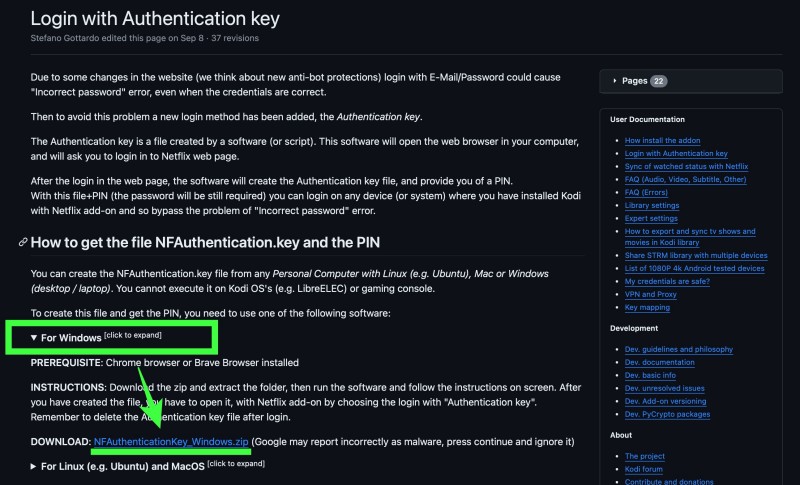 Login with Authentication key
Stefano Gottardo edited this page on Sep 8 · 37 revisions
Due to some changes in the website (we think about new anti-bot protections) login with E-Mail/Password could cause
"Incorrect password" error, even when the credentials are correct.
Then to avoid this problem a new login method has been added, the Authentication key.
The Authentication key is a file created by a software (or script). This software will open the web browser in your computer,
and will ask you to login in to Netflix web page.
After the login in the web page, the software will create the Authentication key file, and provide you of a PIN.
With this file+PIN (the password will be still required) you can login on any device (or system) where you have installed Kodi
with Netflix add-on and so bypass the problem of "Incorrect password" error.
How to get the file NFAuthentication.key and the PIN
You can create the NFAuthentication.key file from any Personal Computer with Linux (e.g. Ubuntu), Mac or Windows
(desktop / laptop). You cannot execute it on Kodi OS's (e.g. LibreELEC) or gaming console.
To create this file and get the PIN, you need to use one of the following software:
▼ For Windows [click to expand]
PREREQUISITE: Chrome browser or Brave Browser installed
INSTRUCTIONS: Download the zip and extract the folder, then run the software and follow the instructions on screen. After
you have created the file, you have to open it, with Netflix add-on by choosing the login with "Authentication key".
Remember to delete the Authentication key file after login.
DOWNLOAD: NFAuthenticationKey_Windows.zip (Google may report incorrectly as malware, press continue and ignore it)
▶ For Linux (e.g. Ubuntu) and MacOS [click to expand]
▶ Pages 22
User Documentation
• How install the addon
• Login with Authentication key
• Sync of watched status with Netflix
• FAQ (Audio, Video, Subtitle, Other)
• FAQ (Errors)
• Library settings
• Expert settings
• How to export and sync tv shows and
movies in Kodi library
• Share STRM library with multiple devices
• List of 1080P 4k Android tested devices
• My credentials are safe?
• VPN and Proxy
• Key mapping
Development
• Dev. guidelines and philosophy
• Dev. documentation
• Dev. basic info
• Dev. unresolved issues
• Dev. Add-on versioning
• Dev. PyCrypto packages
About
• The project
• Kodi forum
• Contribute and donations